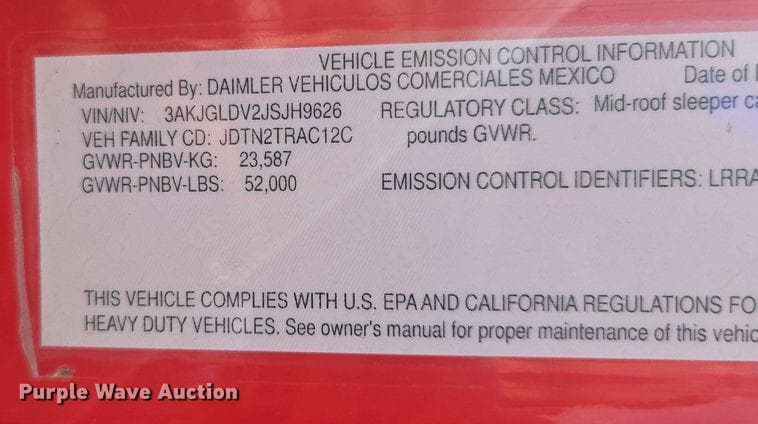 VEHICLE EMISSION CONTROL INFORMATION
Manufactured By: DAIMLER VEHICULOS COMERCIALES MEXICO Date of
VIN/NIV: 3AKJGLDV2JSJH9626 REGULATORY CLASS: Mid-roof sleeper
VEH FAMILY CD: JDTN2TRAC12C pounds GVWR.
GVWR-PNBV-KG: 23,587
GVWR-PNBV-LBS: 52,000 EMISSION CONTROL IDENTIFIERS: LRRA
THIS VEHICLE COMPLIES WITH U.S. EPA AND CALIFORNIA REGULATIONS FO
HEAVY DUTY VEHICLES. See owner's manual for proper maintenance of this vehic
Purple Wave Auction